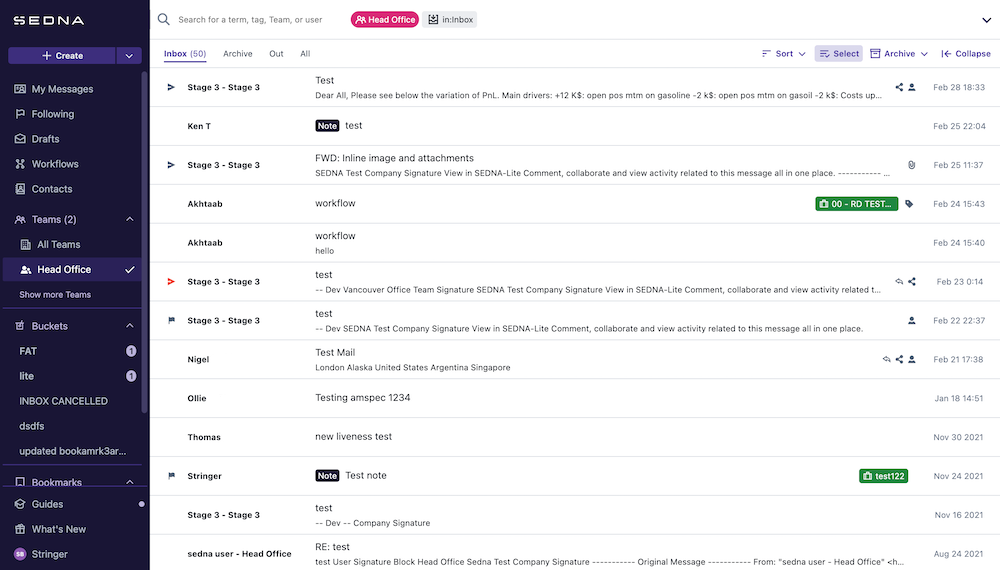 SEDNA
Search for a term, tag, Team, or user
Head Office
in:Inbox
+ Create
Inbox (50)
Archive
Out
All
Sort
Select
Archive
Collapse
My Messages
Following
Drafts
Workflows
Contacts
Teams (2)
All Teams
Head Office
Show more Teams
Buckets
FAT
1
lite
1
INBOX CANCELLED
dsdfs
updated bookamrk3ar...
Bookmarks
Guides
What's New
SB
Stringer
Stage 3 - Stage 3
Test
Dear All, Please see below the variation of PnL. Main drivers: +12 K$: open pos mtm on gasoline -2 k$: open pos mtm on gasoil -2 k$: Costs up...
Feb 28 18:33
Ken T
Note test
Feb 25 22:04
Stage 3 - Stage 3
FWD: Inline image and attachments
SEDNA Test Company Signature View in SEDNA-Lite Comment, collaborate and view activity related to this message all in one place. ----------- ...
Feb 25 11:37
Akhtaab
workflow
00 - RD TEST...
Feb 24 15:43
Akhtaab
workflow
hello
Feb 24 15:40
Stage 3 - Stage 3
test
-- Dev Vancouver Office Team Signature SEDNA Test Company Signature View in SEDNA-Lite Comment, collaborate and view activity related t...
Feb 23 0:14
Stage 3 - Stage 3
test
-- Dev SEDNA Test Company Signature View in SEDNA-Lite Comment, collaborate and view activity related to this message all in one place.
Feb 22 22:37
Nigel
Test Mail
London Alaska United States Argentina Singapore
Feb 21 17:38
Ollie
Testing amspec 1234
Jan 18 14:51
Thomas
new liveness test
Nov 30 2021
Stringer
Note Test note
test122
Nov 24 2021
Stage 3 - Stage 3
test
-- Dev -- Company Signature
Nov 16 2021
sedna user - Head Office
RE: test
test User Signature Block Head Office Sedna Test Company Signature ----------- Original Message ----------- From: "sedna user - Head Office" <h...
Aug 24 2021